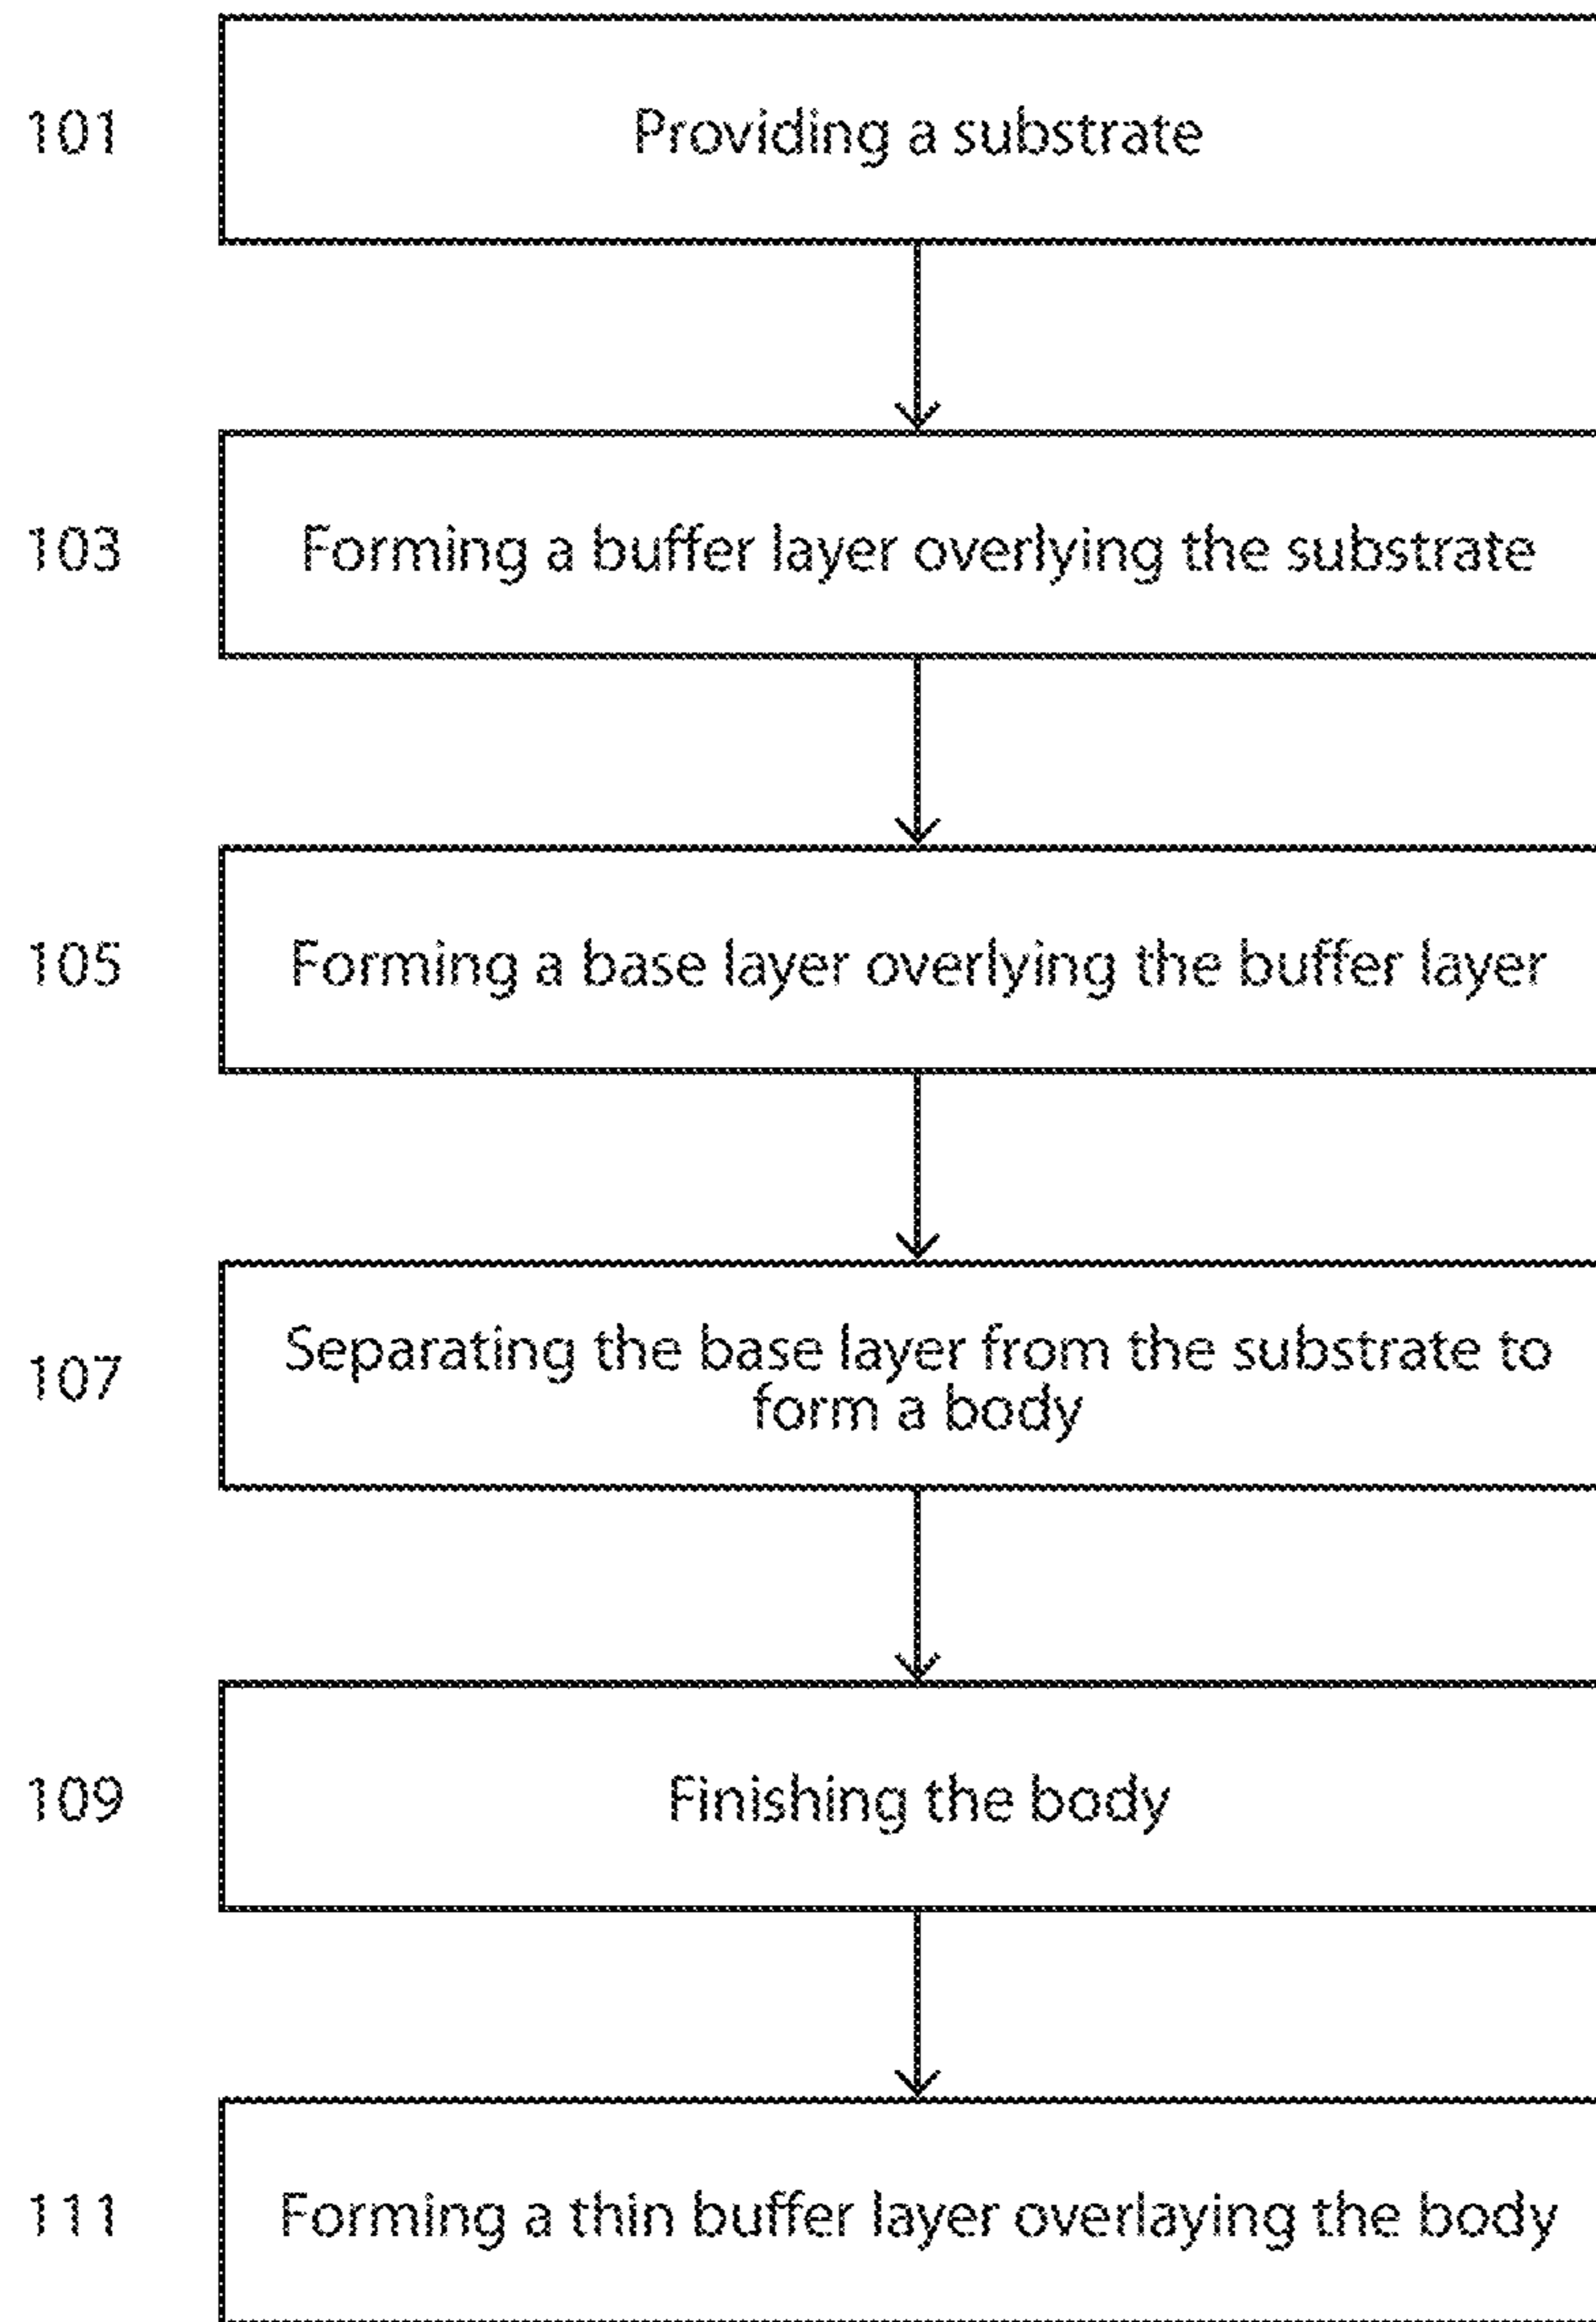 101
Providing a substrate
103
Forming a buffer layer overlying the substrate
105
Forming a base layer overlying the buffer layer
107
Separating the base layer from the substrate to
form a body
109
Finishing the body
111
Forming a thin buffer layer overlaying the body